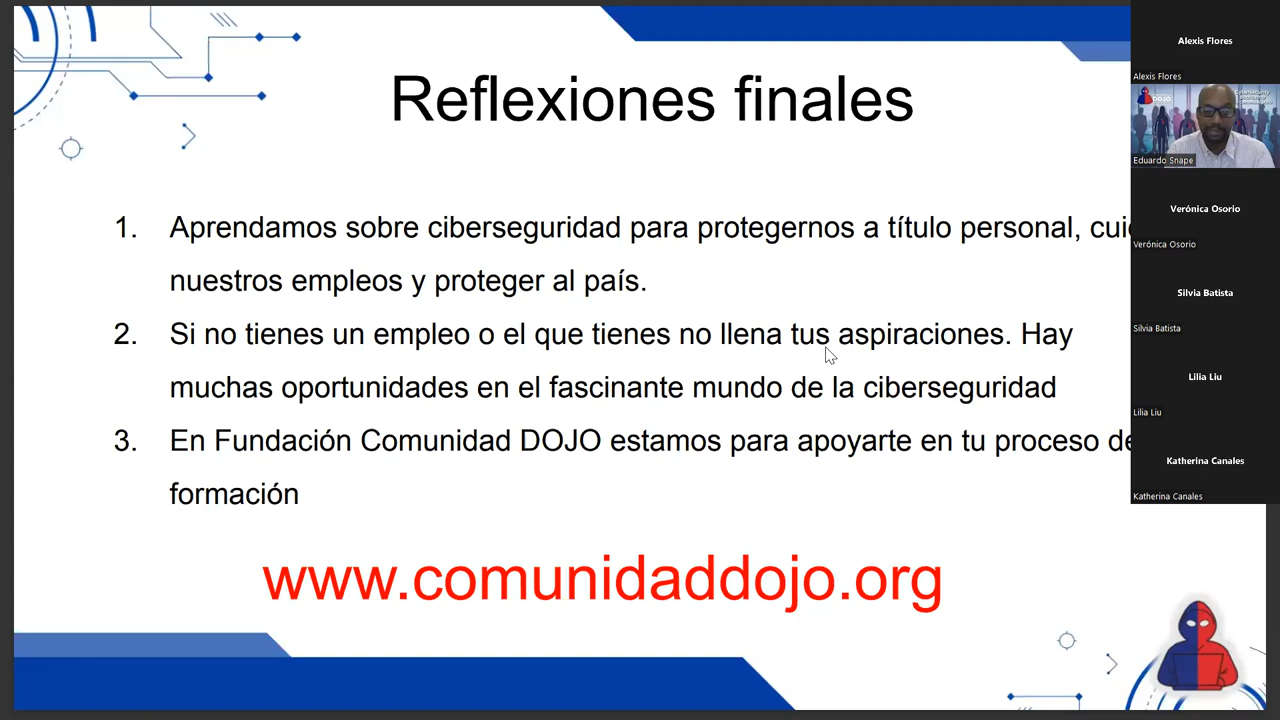 Reflexiones finales
1. Aprendamos sobre ciberseguridad para protegernos a título personal,
nuestros empleos y proteger al país.
2. Si no tienes un empleo o el que tienes no llena tus aspiraciones. Hay
muchas oportunidades en el fascinante mundo de la ciberseguridad
3. En Fundación Comunidad DOJO estamos para apoyarte en tu proceso de
formación
www.comunidaddojo.org
Alexis Flores
Alexis Flores
DOJO
Eduardo Snape
Verónica Osorio
Verónica Osorio
Silvia Batista
Silvia Batista
Lilia Liu
Lilia Liu
Katherina Canales
Katherina Canales